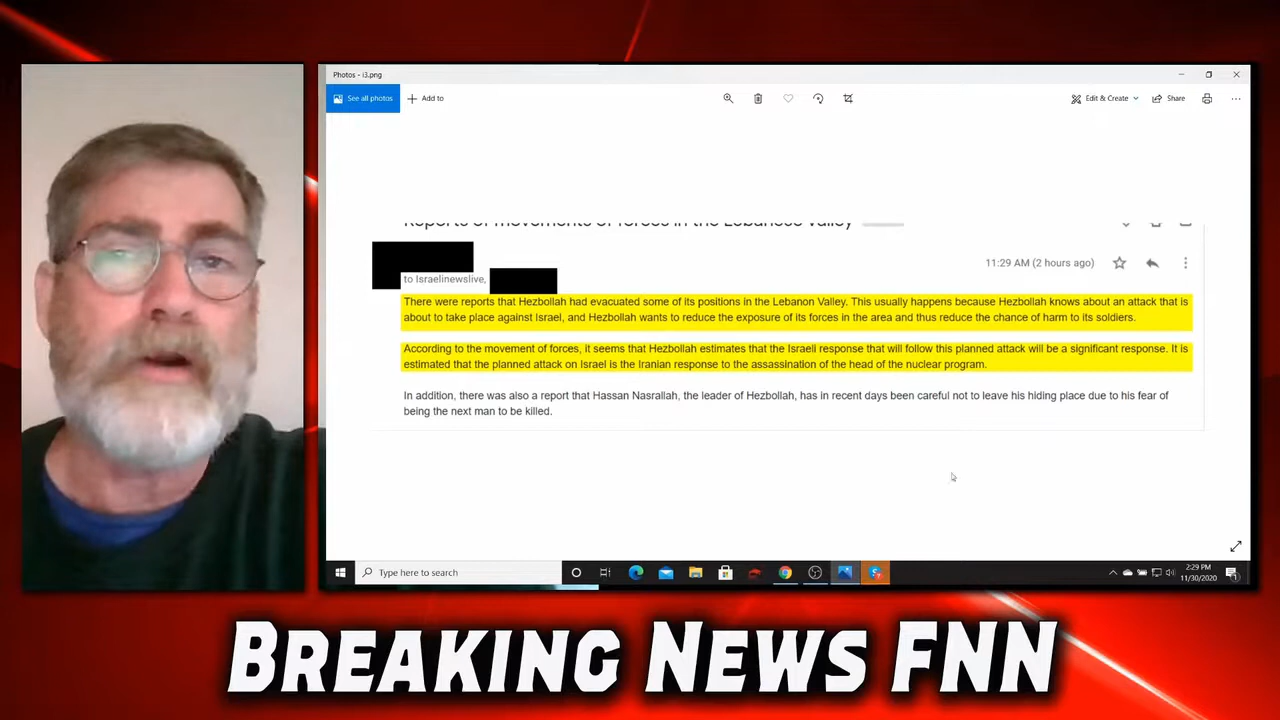 Photos - i3.png
See all photos
Add to
Edit & Create
Share
Reports of movements of forces in the Lebanese Valley
to Israelinewslive,
11:29 AM (2 hours ago)
There were reports that Hezbollah had evacuated some of its positions in the Lebanon Valley. This usually happens because Hezbollah knows about an attack that is
about to take place against Israel, and Hezbollah wants to reduce the exposure of its forces in the area and thus reduce the chance of harm to its soldiers.
According to the movement of forces, it seems that Hezbollah estimates that the Israeli response that will follow this planned attack will be a significant response. It is
estimated that the planned attack on Israel is the Iranian response to the assassination of the head of the nuclear program.
In addition, there was also a report that Hassan Nasrallah, the leader of Hezbollah, has in recent days been careful not to leave his hiding place due to his fear of
being the next man to be killed.
Type here to search
2:29 PM
11/30/2020
BREAKING NEWS FNN